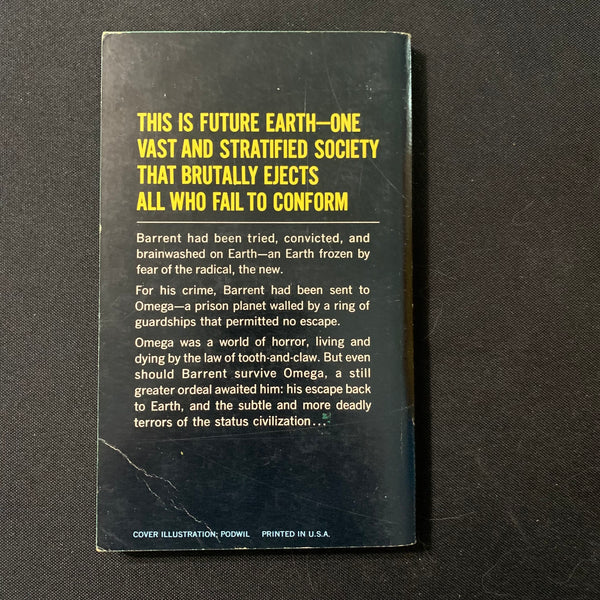 THIS IS FUTURE EARTH—ONE
VAST AND STRATIFIED SOCIETY
THAT BRUTALLY EJECTS
ALL WHO FAIL TO CONFORM
Barrent had been tried, convicted, and
brainwashed on Earth—an Earth frozen by
fear of the radical, the new.
For his crime, Barrent had been sent to
Omega—a prison planet walled by a ring of
guardships that permitted no escape.
Omega was a world of horror, living and
dying by the law of tooth-and-claw. But even
should Barrent survive Omega, a still
greater ordeal awaited him: his escape back
to Earth, and the subtle and more deadly
terrors of the status civilization...
COVER ILLUSTRATION; PODWIL PRINTED IN U.S.A.